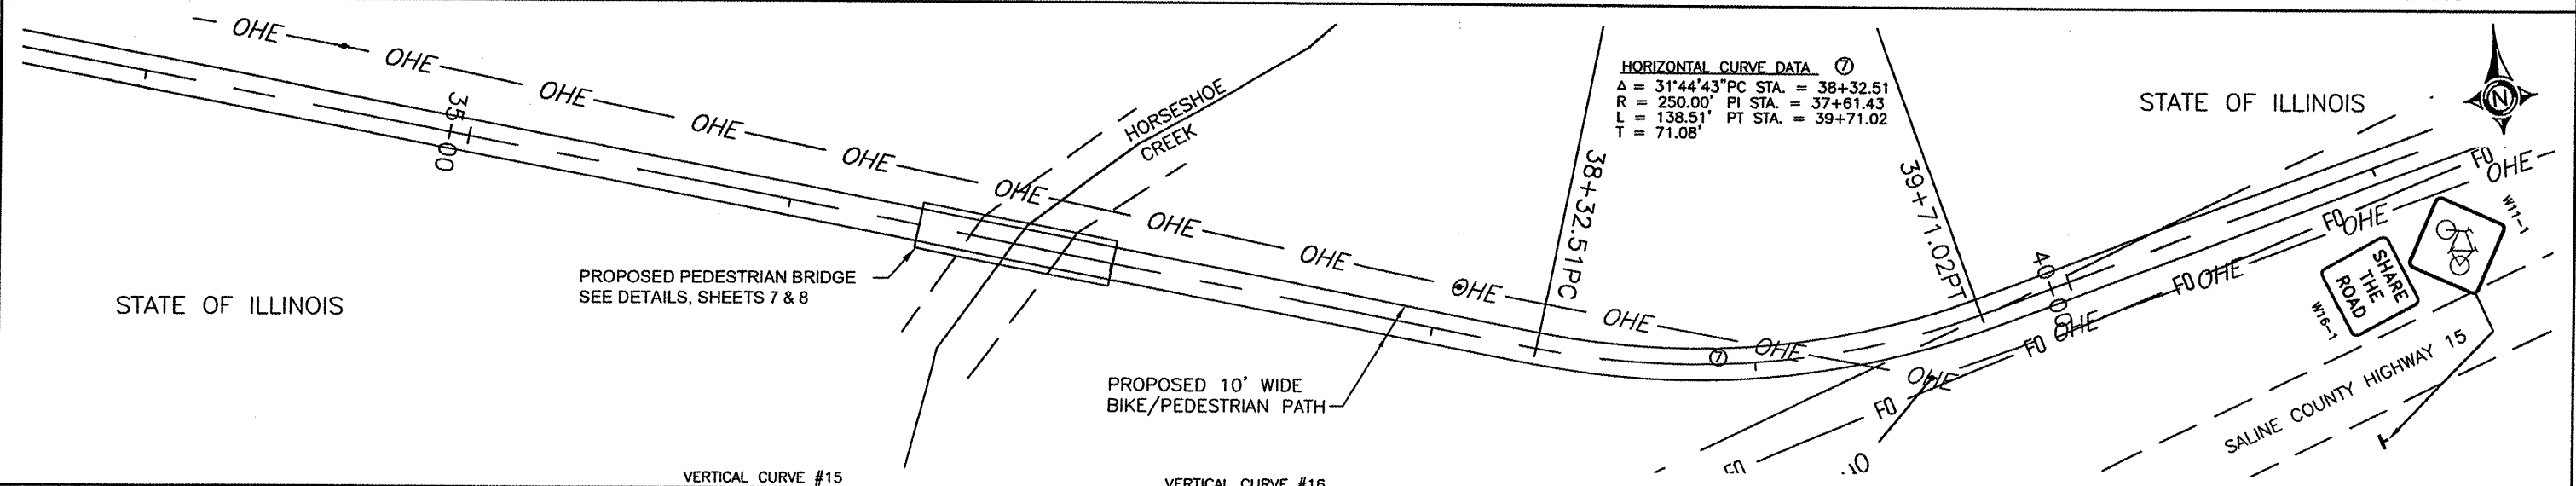 OHE OHE OHE OHE OHE OHE OHE OHE OHE OHE OHE OHE
35+00
HORSESHOE
CREEK
HORIZONTAL CURVE DATA 7
Δ = 31°44'43" PC STA. = 38+32.51
R = 250.00' PI STA. = 37+61.43
L = 138.51' PT STA. = 39+71.02
T = 71.08'
STATE OF ILLINOIS
N
38+32.51PC
39+71.02PT
40+00
FO OHE
FO OHE
FO OHE
FO OHE
FO
FO
W11-1
SHARE
THE
ROAD
W16-1
PROPOSED PEDESTRIAN BRIDGE
SEE DETAILS, SHEETS 7 & 8
STATE OF ILLINOIS
7
PROPOSED 10' WIDE
BIKE/PEDESTRIAN PATH
SALINE COUNTY HIGHWAY 15
VERTICAL CURVE #15
VERTICAL CURVE #16